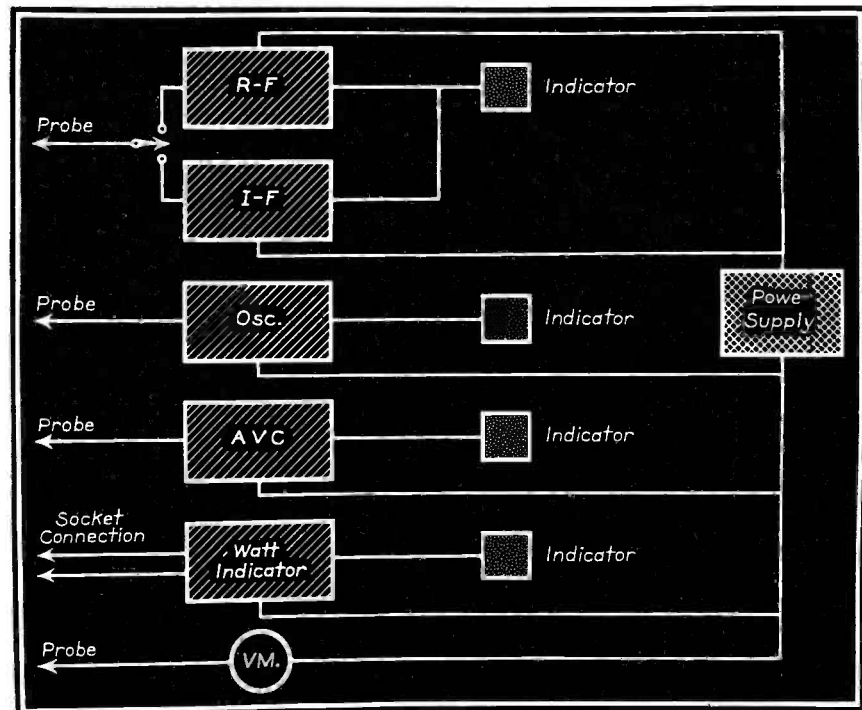 R-F
Indicator
Probe
I-F
Powe
Supply
Probe
Osc.
Indicator
Probe
AVC
Indicator
Socket
Connection
Watt
Indicator
Indicator
Probe
VM.